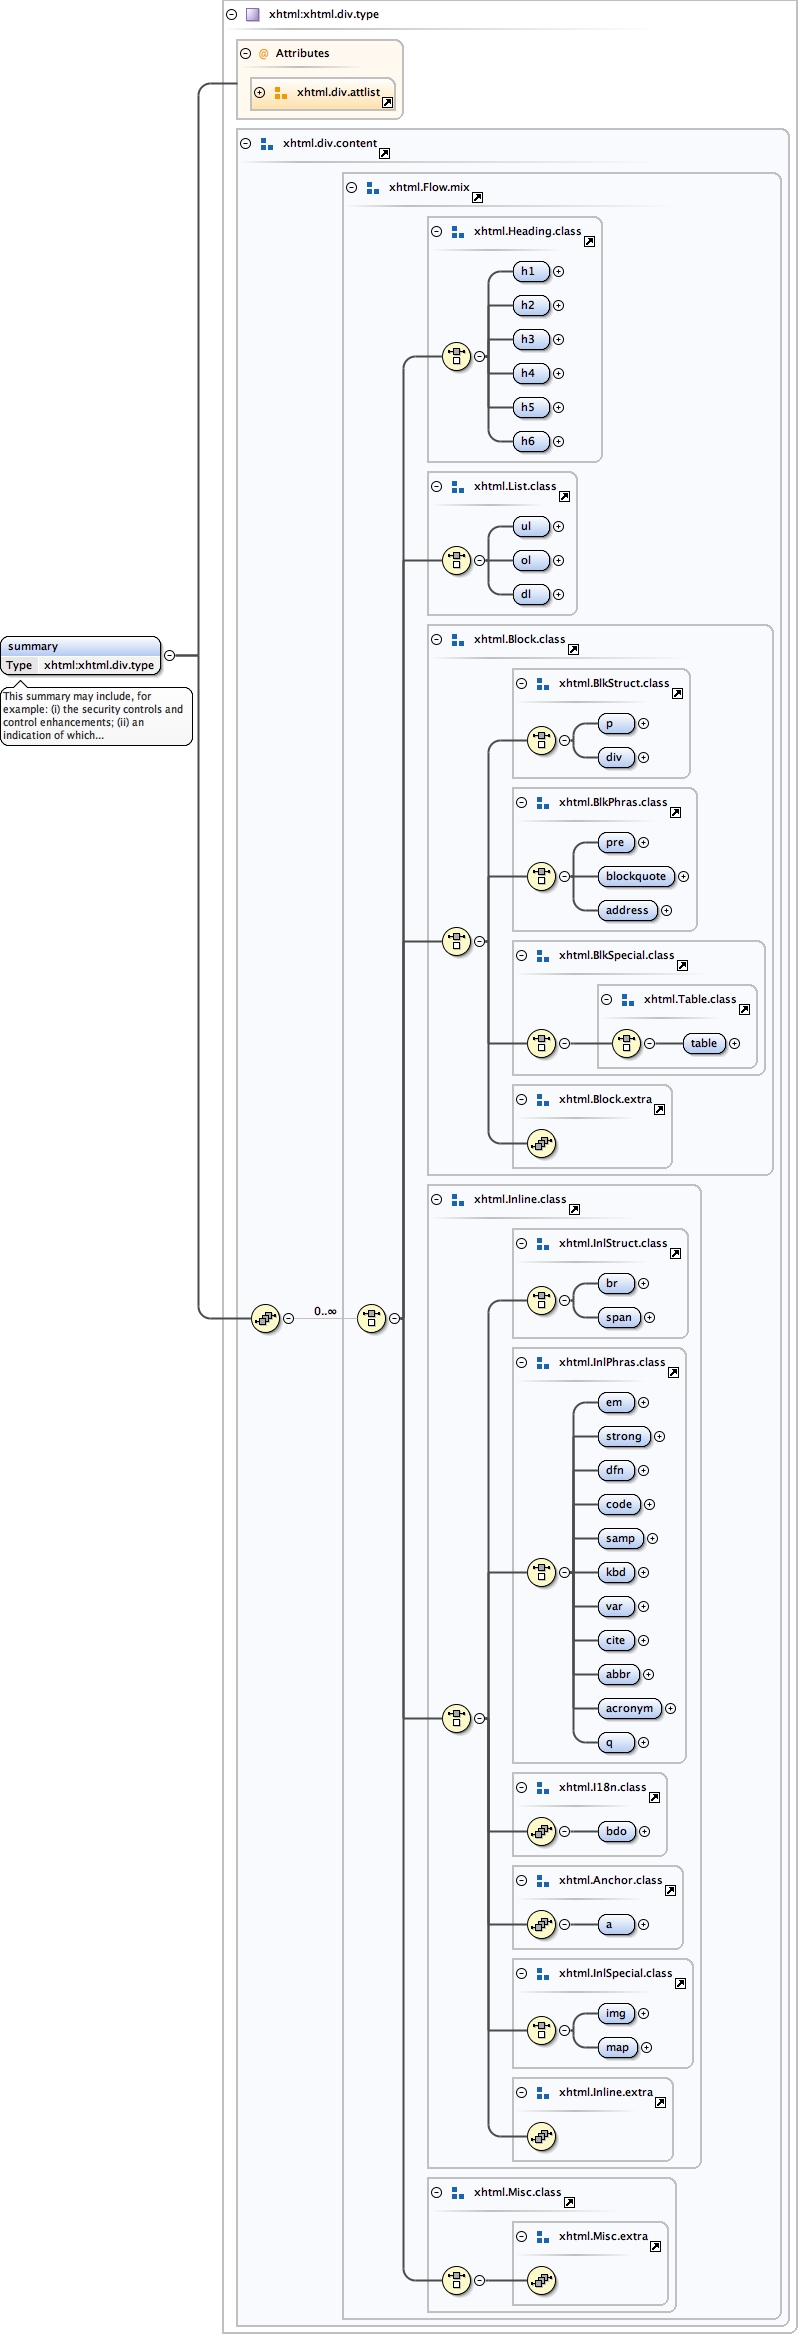 xhtml:xhtml.div.type
@ Attributes
xhtml.div.attlist
xhtml.div.content
xhtml.Flow.mix
xhtml.Heading.class
h1
h2
h3
h4
h5
h6
xhtml.List.class
ul
ol
dl
summary
Type xhtml:xhtml.div.type
This summary may include, for
example: (i) the security controls and
control enhancements; (ii) an
indication of which...
xhtml.Block.class
xhtml.BlkStruct.class
p
div
xhtml.BlkPhras.class
pre
blockquote
address
xhtml.BlkSpecial.class
xhtml.Table.class
table
xhtml.Block.extra
xhtml.Inline.class
xhtml.InlStruct.class
br
0..∞
span
xhtml.InlPhras.class
em
strong
dfn
code
samp
kbd
var
cite
abbr
acronym
q
xhtml.I18n.class
bdo
xhtml.Anchor.class
a
xhtml.InlSpecial.class
img
map
xhtml.Inline.extra
xhtml.Misc.class
xhtml.Misc.extra